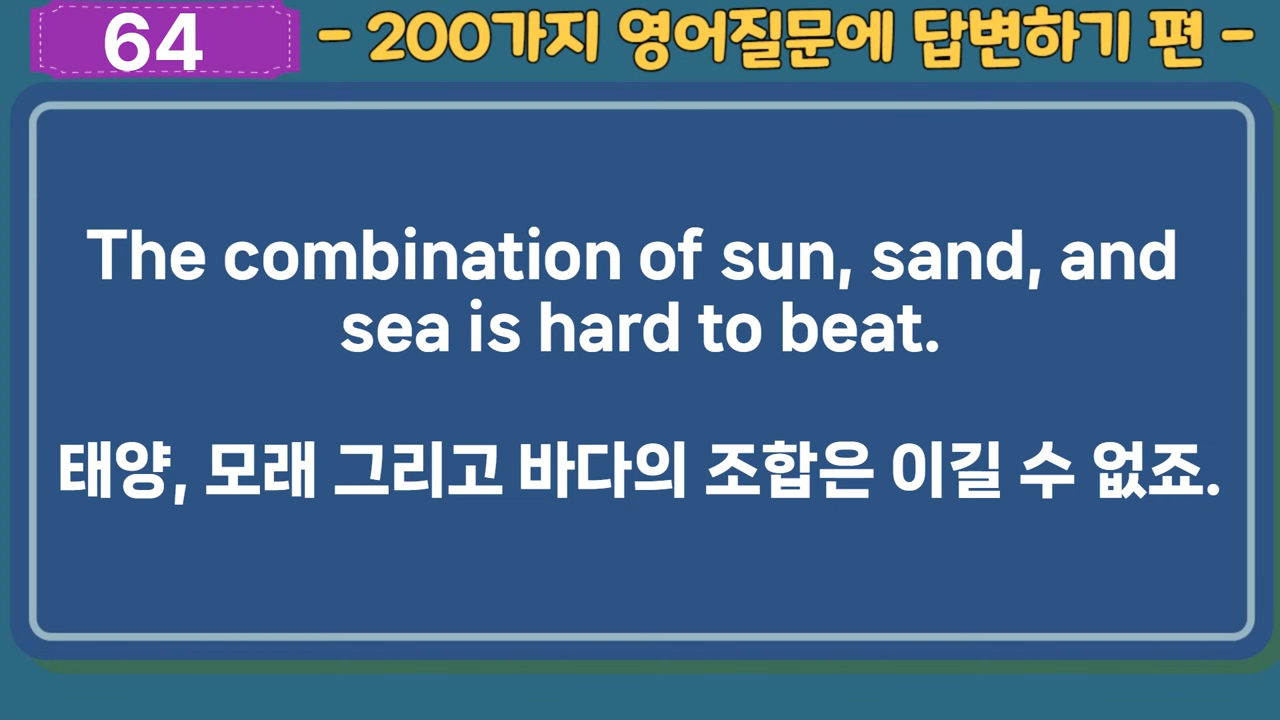 64
- 200가지 영어질문에 답변하기 편 -
The combination of sun, sand, and
sea is hard to beat.
태양, 모래 그리고 바다의 조합은 이길 수 없죠.